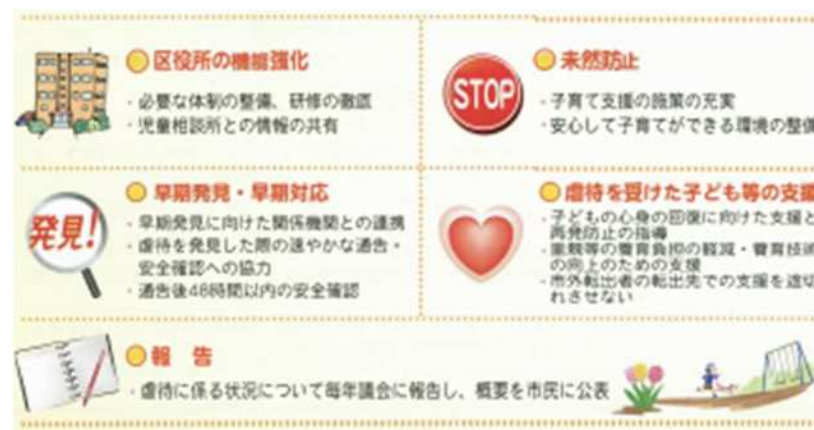 区役所の機能強化
・必要な体制の整備、研修の徹底
・児童相談所との情報の共有
STOP
未然防止
・子育て支援の施策の充実
・安心して子育てができる環境の整備
発見!
早期発見・早期対応
・早期発見に向けた関係機関との連携
・虐待を発見した際の速やかな通告・
安全確認への協力
・通告後48時間以内の安全確認
虐待を受けた子ども等の支援
・子どもの心身の回復に向けた支援と
再発防止の指導
・重親等の養育負担の軽減・養育技術
の向上のための支援
・市外転出者の転出先での支援を途切
れさせない
報 告
・虐待に係る状況について毎年議会に報告し、概要を市民に公表